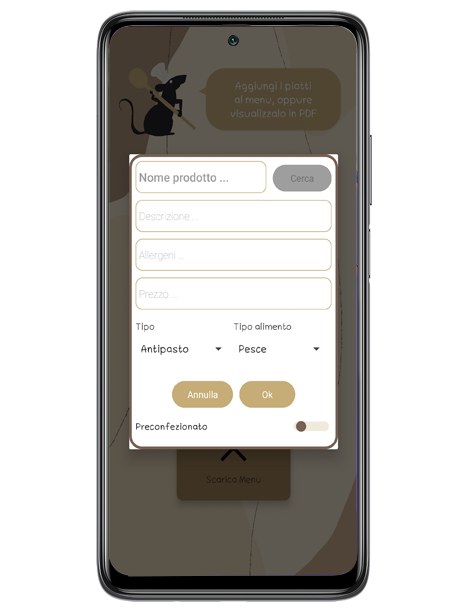 Aggiungi i piatti
al menu, oppure
visualizzalo in PDF
Nome prodotto ...
Cerca
Descrizione ...
Allergeni ...
Prezzo ...
Tipo
Tipo alimento
Antipasto
Pesce
Annulla
Ok
Preconfezionato
Scarica Menu